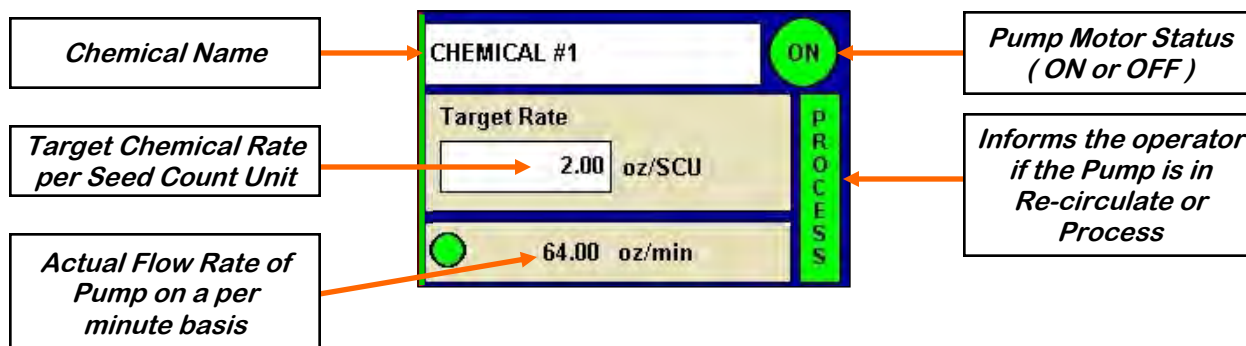 Chemical Name
Target Chemical Rate
per Seed Count Unit
Actual Flow Rate of
Pump on a per
minute basis
CHEMICAL #1
ON
Target Rate
2.00 oz/SCU
64.00 oz/min
PROCESS
Pump Motor Status
( ON or OFF )
Informs the operator
if the Pump is in
Re-circulate or
Process